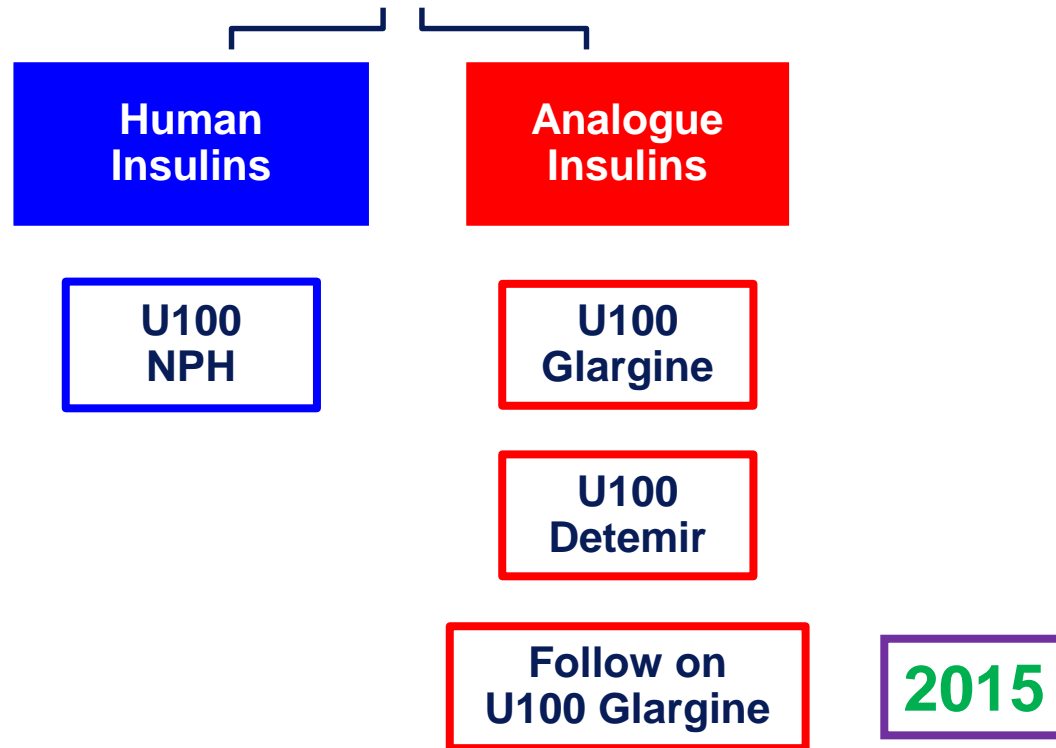 Human
Insulins
Analogue
Insulins
U100
NPH
U100
Glargine
U100
Detemir
Follow on
U100 Glargine
2015